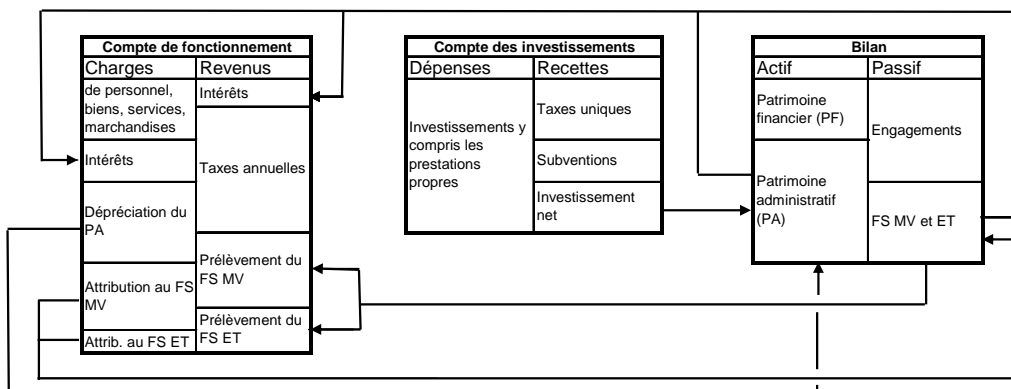 Compte de fonctionnement
Charges
Revenus
de personnel,
biens, services,
marchandises
Intérêts
Dépréciation du
PA
Attribution au FS
MV
Attrib. au FS ET
Intérêts
Taxes annuelles
Prélèvement du
FS MV
Prélèvement du
FS ET
Compte des investissements
Dépenses
Recettes
Investissements y
compris les
prestations
propres
Taxes uniques
Subventions
Investissement
net
Bilan
Actif
Passif
Patrimoine
financier (PF)
Patrimoine
administratif
(PA)
Engagements
FS MV et ET